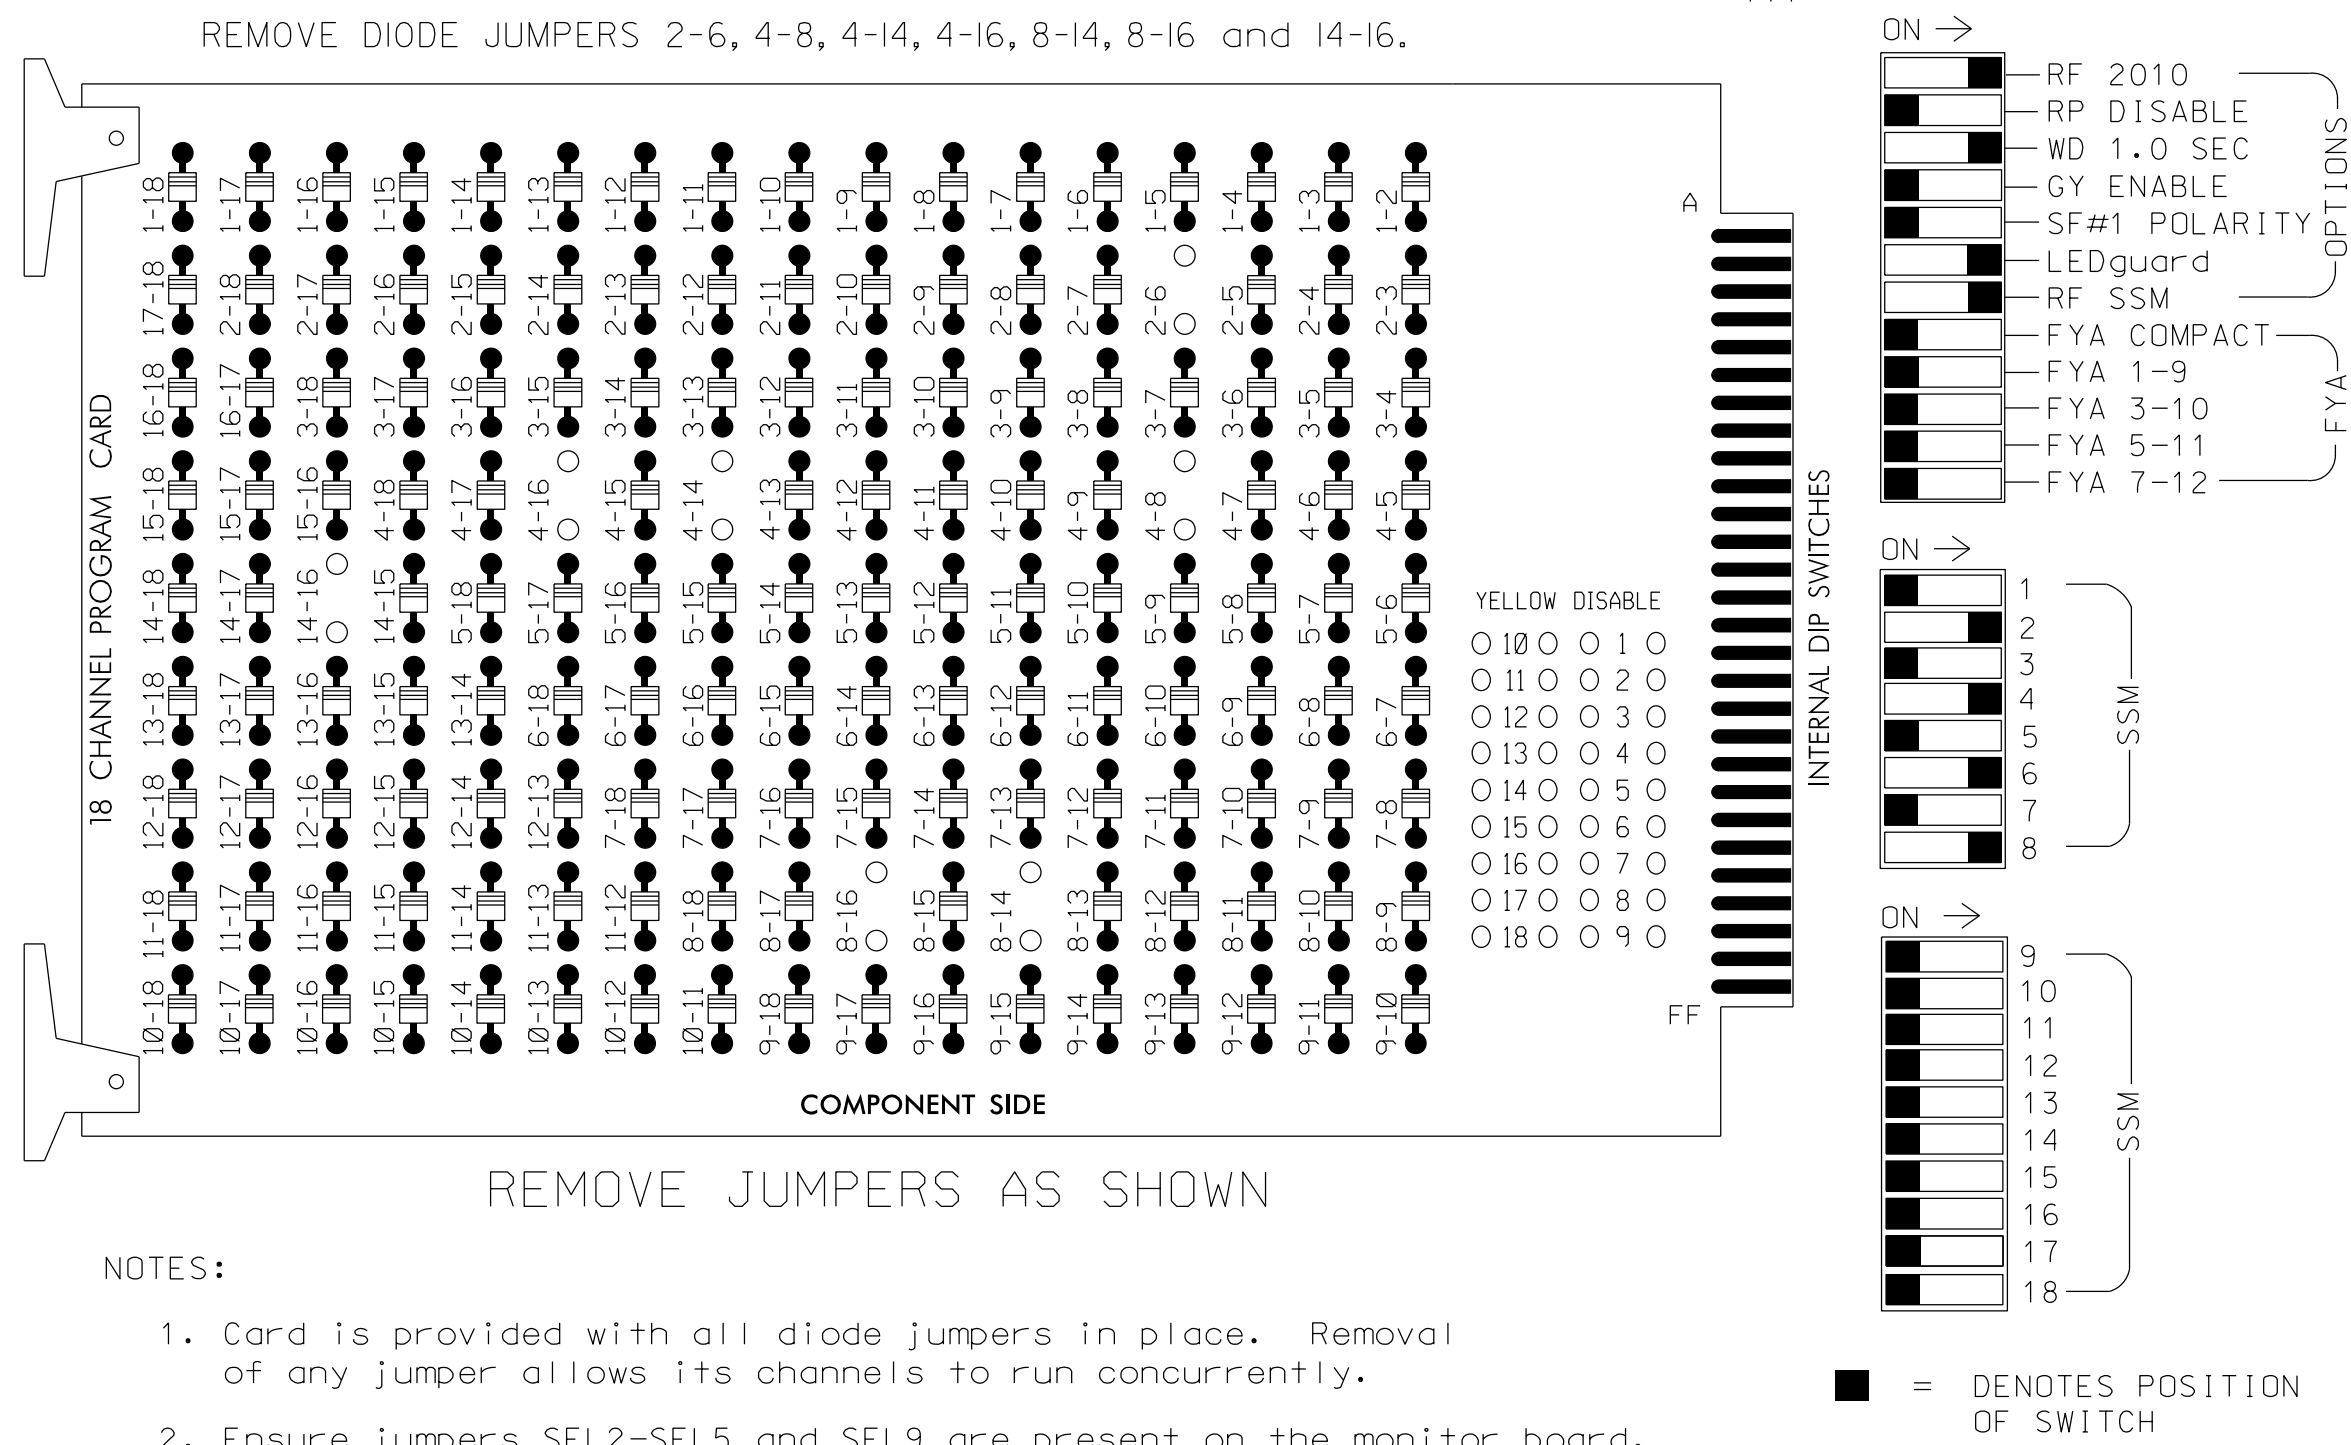 REMOVE DIODE JUMPERS 2-6, 4-8, 4-14, 4-16, 8-14, 8-16 and 14-16.
18 CHANNEL PROGRAM CARD
1-18 1-17 1-16 1-15 1-14 1-13 1-12 1-11 1-10 1-9 1-8 1-7 1-6 1-5 1-4 1-3 1-2
17-18 2-18 2-17 2-16 2-15 2-14 2-13 2-12 2-11 2-10 2-9 2-8 2-7 2-6 2-5 2-4 2-3
16-18 16-17 3-18 3-17 3-16 3-15 3-14 3-13 3-12 3-11 3-10 3-9 3-8 3-7 3-6 3-5 3-4
15-18 15-17 15-16 4-18 4-17 4-16 4-15 4-14 4-13 4-12 4-11 4-10 4-9 4-8 4-7 4-6 4-5
14-18 14-17 14-16 14-15 5-18 5-17 5-16 5-15 5-14 5-13 5-12 5-11 5-10 5-9 5-8 5-7 5-6
13-18 13-17 13-16 13-15 13-14 6-18 6-17 6-16 6-15 6-14 6-13 6-12 6-11 6-10 6-9 6-8 6-7
12-18 12-17 12-16 12-15 12-14 12-13 7-18 7-17 7-16 7-15 7-14 7-13 7-12 7-11 7-10 7-9 7-8
11-18 11-17 11-16 11-15 11-14 11-13 11-12 8-18 8-17 8-16 8-15 8-14 8-13 8-12 8-11 8-10 8-9
10-18 10-17 10-16 10-15 10-14 10-13 10-12 10-11 9-18 9-17 9-16 9-15 9-14 9-13 9-12 9-11 9-10
A
YELLOW DISABLE
10 1
11 2
12 3
13 4
14 5
15 6
16 7
17 8
18 9
FF
COMPONENT SIDE
INTERNAL DIP SWITCHES
ON →
RF 2010
RP DISABLE
WD 1.0 SEC
GY ENABLE
SF#1 POLARITY
LEDguard
RF SSM
OPTIONS
FYA COMPACT
FYA 1-9
FYA 3-10
FYA 5-11
FYA 7-12
FYA
ON →
1
2
3
4
5
6
7
8
SSM
ON →
9
10
11
12
13
14
15
16
17
18
SSM
REMOVE JUMPERS AS SHOWN
NOTES:
1. Card is provided with all diode jumpers in place. Removal
of any jumper allows its channels to run concurrently.
2. Ensure jumpers SEL2-SEL5 and SEL9 are present on the monitor board.
= DENOTES POSITION
OF SWITCH